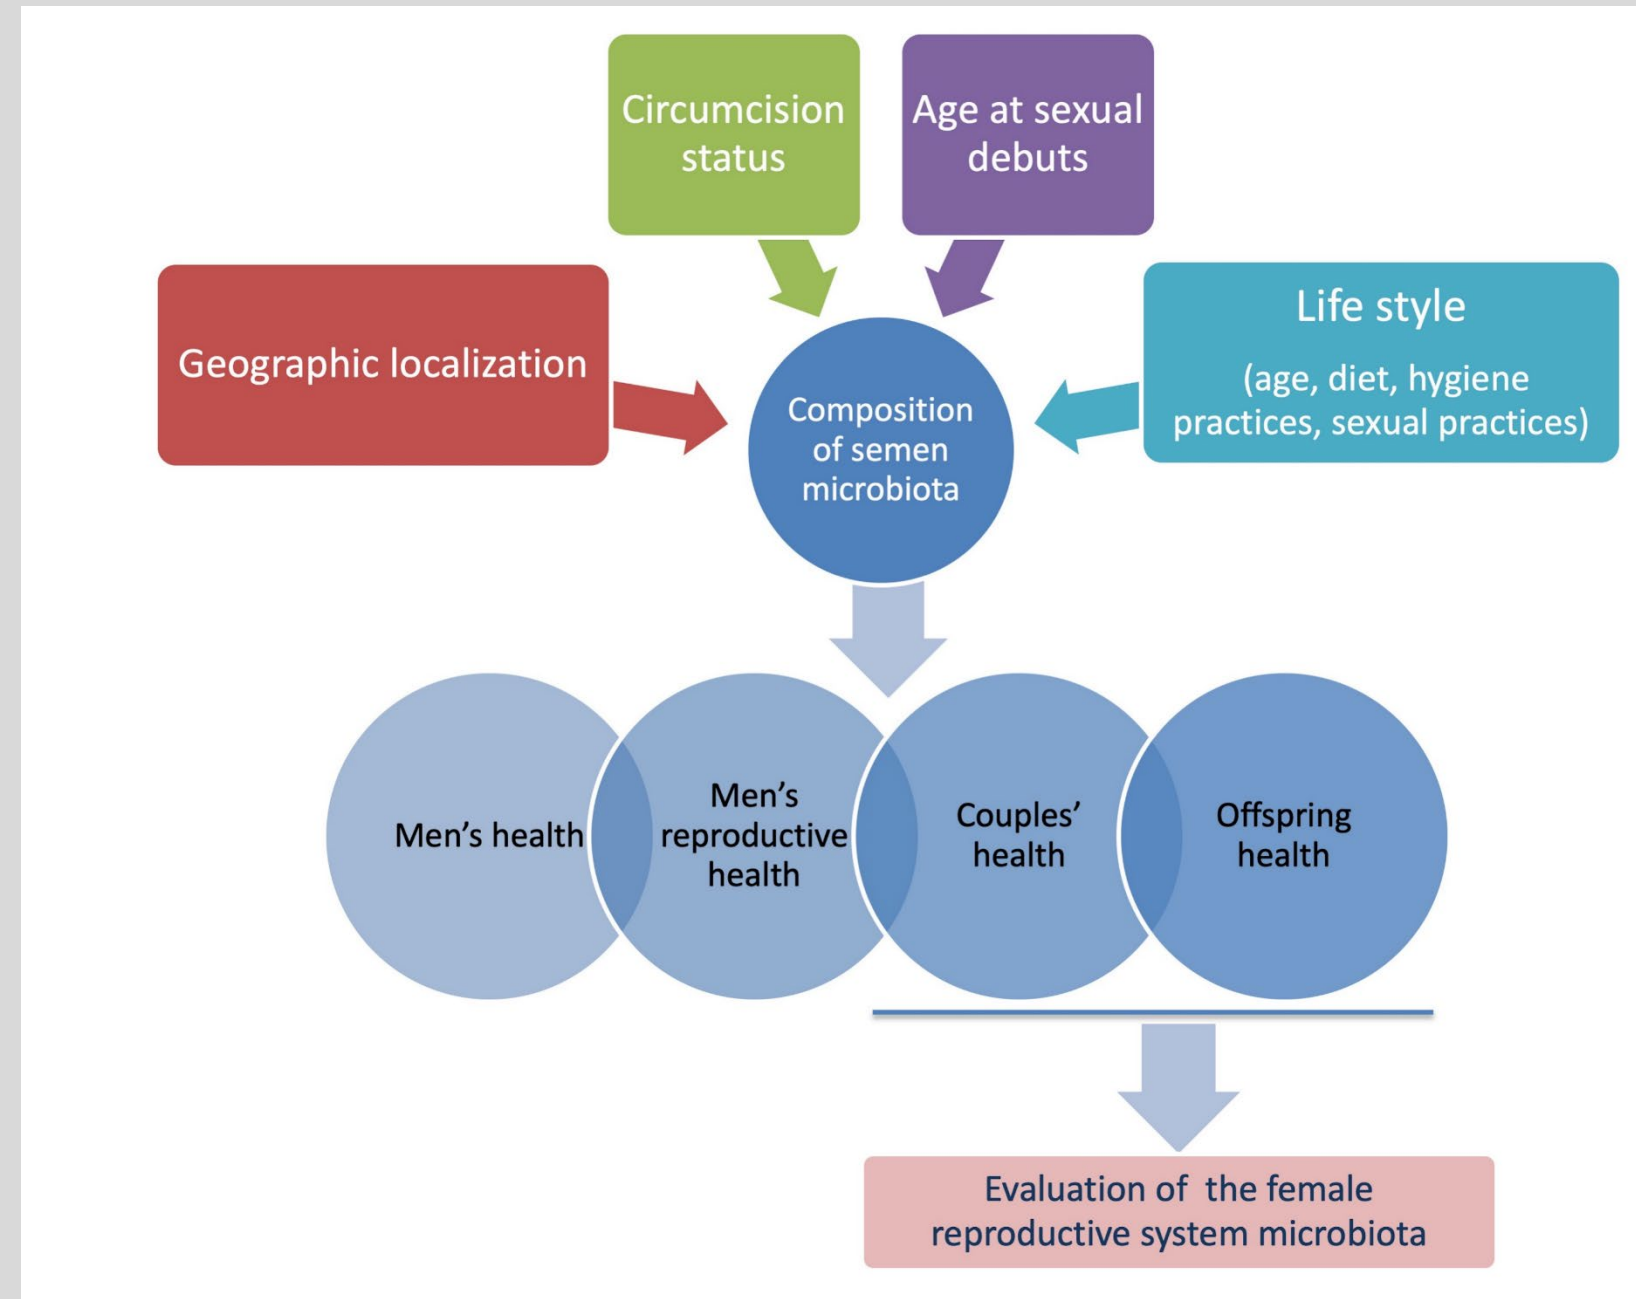 Circumcision
status
Age at sexual
debuts
Geographic localization
Life style
(age, diet, hygiene
practices, sexual practices)
Composition
of semen
microbiota
Men’s health
Men’s
reproductive
health
Couples’
health
Offspring
health
Evaluation of the female
reproductive system microbiota